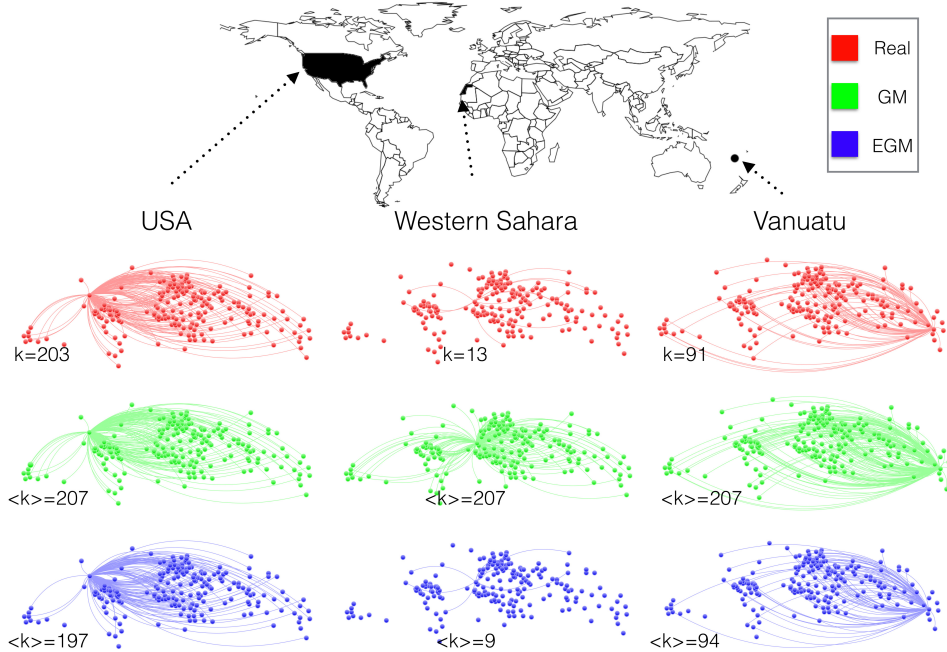 Real
GM
EGM
USA
Western Sahara
Vanuatu
k=203
k=13
k=91
<k>=207
<k>=207
<k>=207
<k>=197
<k>=9
<k>=94